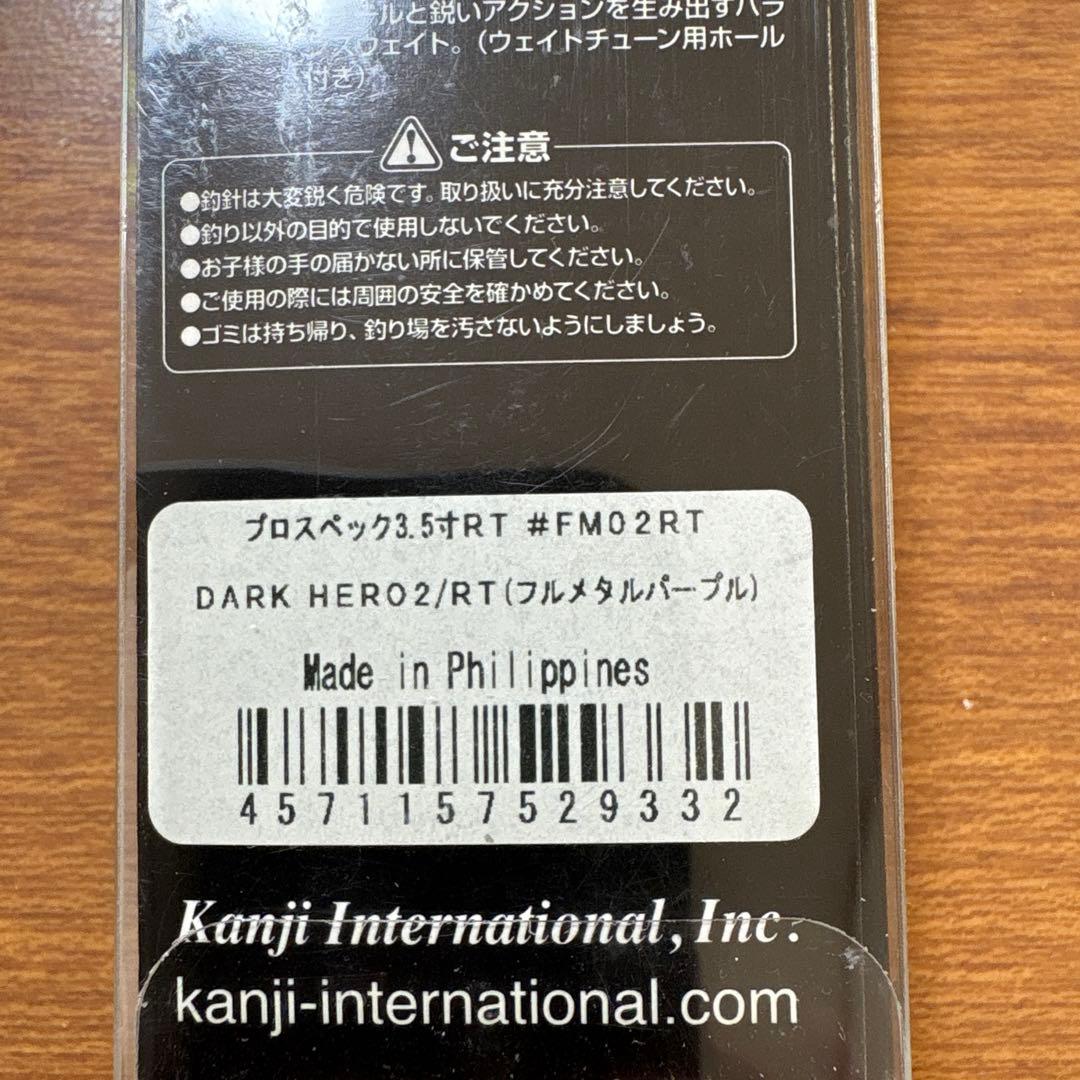 ールと鋭いアクションを生み出すバラ
ンスウェイト。(ウェイトチューン用ホール
付き)
ご注意
●釣針は大変鋭く危険です。取り扱いに充分注意してください。
●釣り以外の目的で使用しないでください。
●お子様の手の届かない所に保管してください。
●ご使用の際には周囲の安全を確かめてください。
●ゴミは持ち帰り、釣り場を汚さないようにしましょう。
プロスペック3.5寸RT #FM02RT
DARK HERO2/RT(フルメタルパープル)
Made in Philippines
4571157529332
Kanji International, Inc.
kanji-international.com